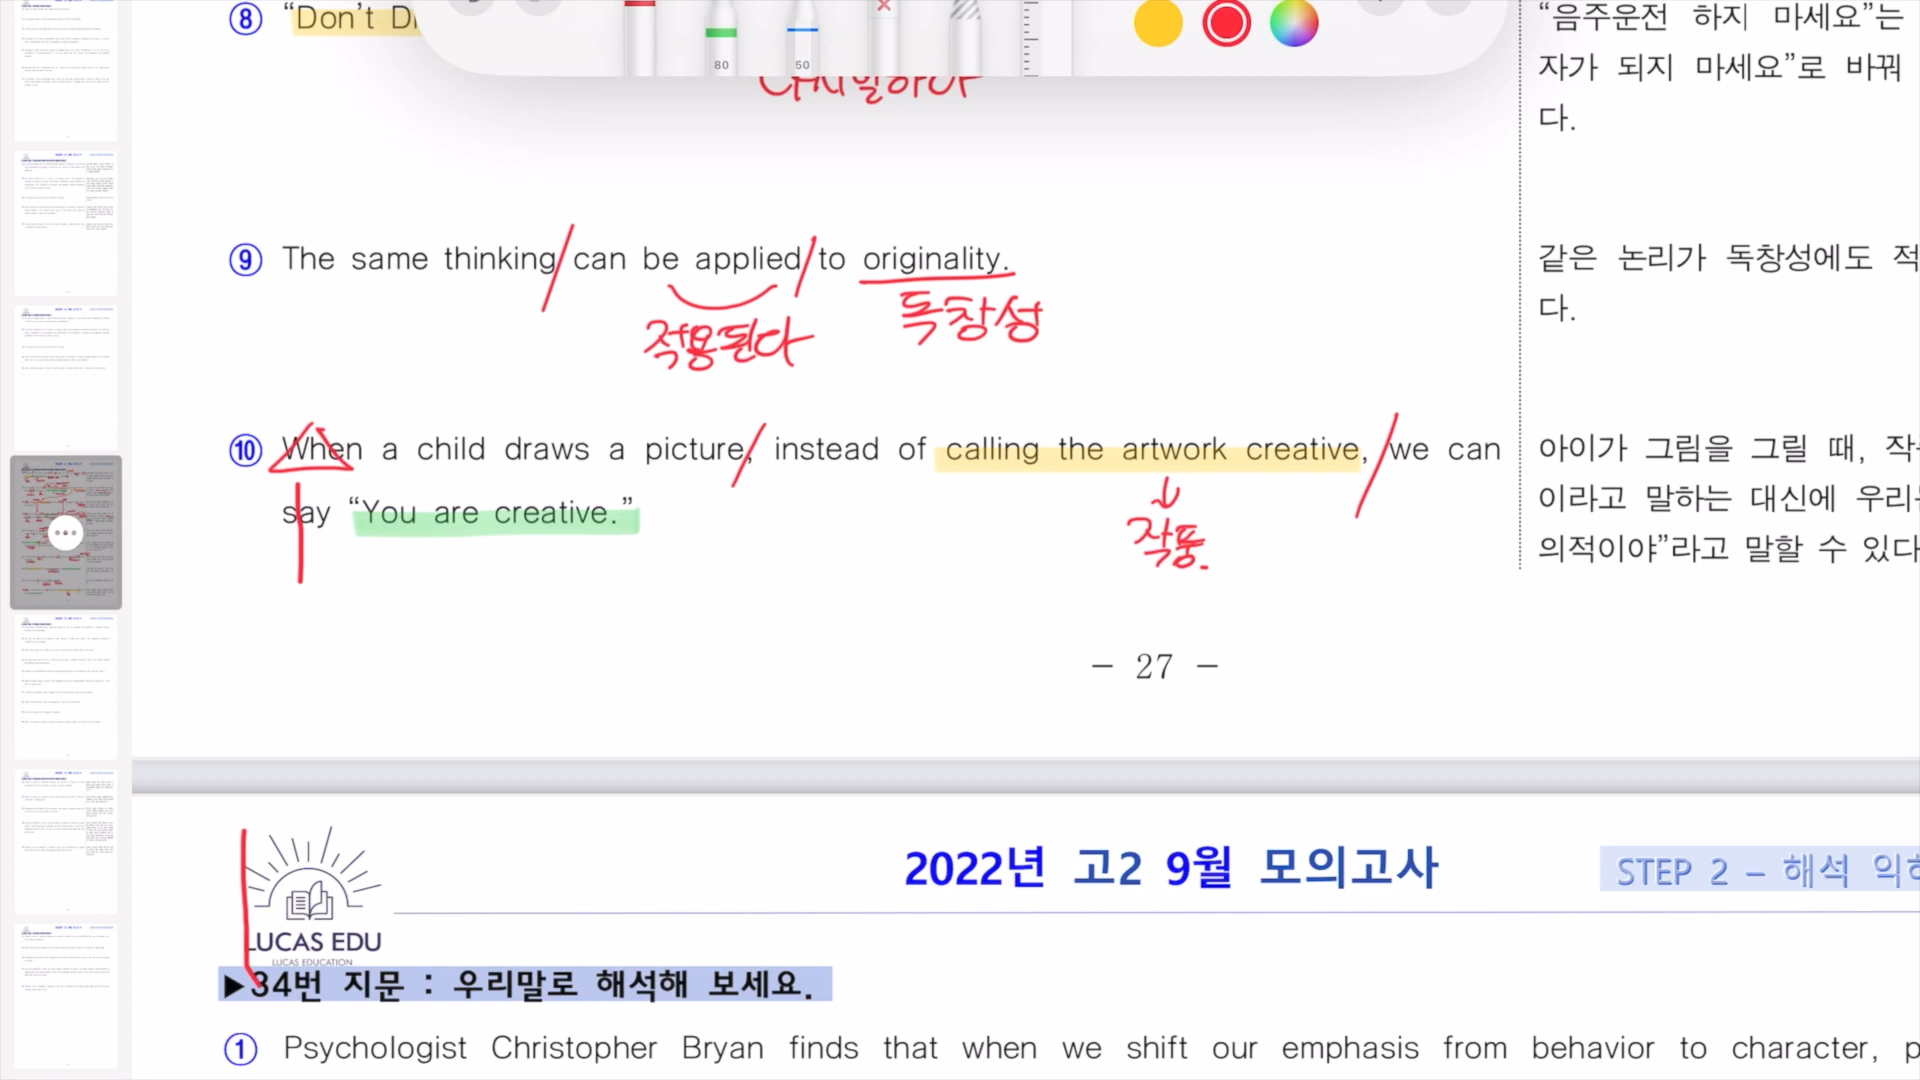 80
50
⑧ “Don’t D
“음주운전 하지 마세요”는
자가 되지 마세요”로 바꿔
다.
⑨ The same thinking can be applied to originality.
적용된다
독창성
같은 논리가 독창성에도 적
다.
⑩ When a child draws a picture, instead of calling the artwork creative, we can
say “You are creative.”
작품.
아이가 그림을 그릴 때, 작
이라고 말하는 대신에 우리는
의적이야”라고 말할 수 있다
- 27 -
LUCAS EDU
LUCAS EDUCATION
2022년 고2 9월 모의고사
STEP 2 – 해석 익히
▶34번 지문 : 우리말로 해석해 보세요.
① Psychologist Christopher Bryan finds that when we shift our emphasis from behavior to character, p